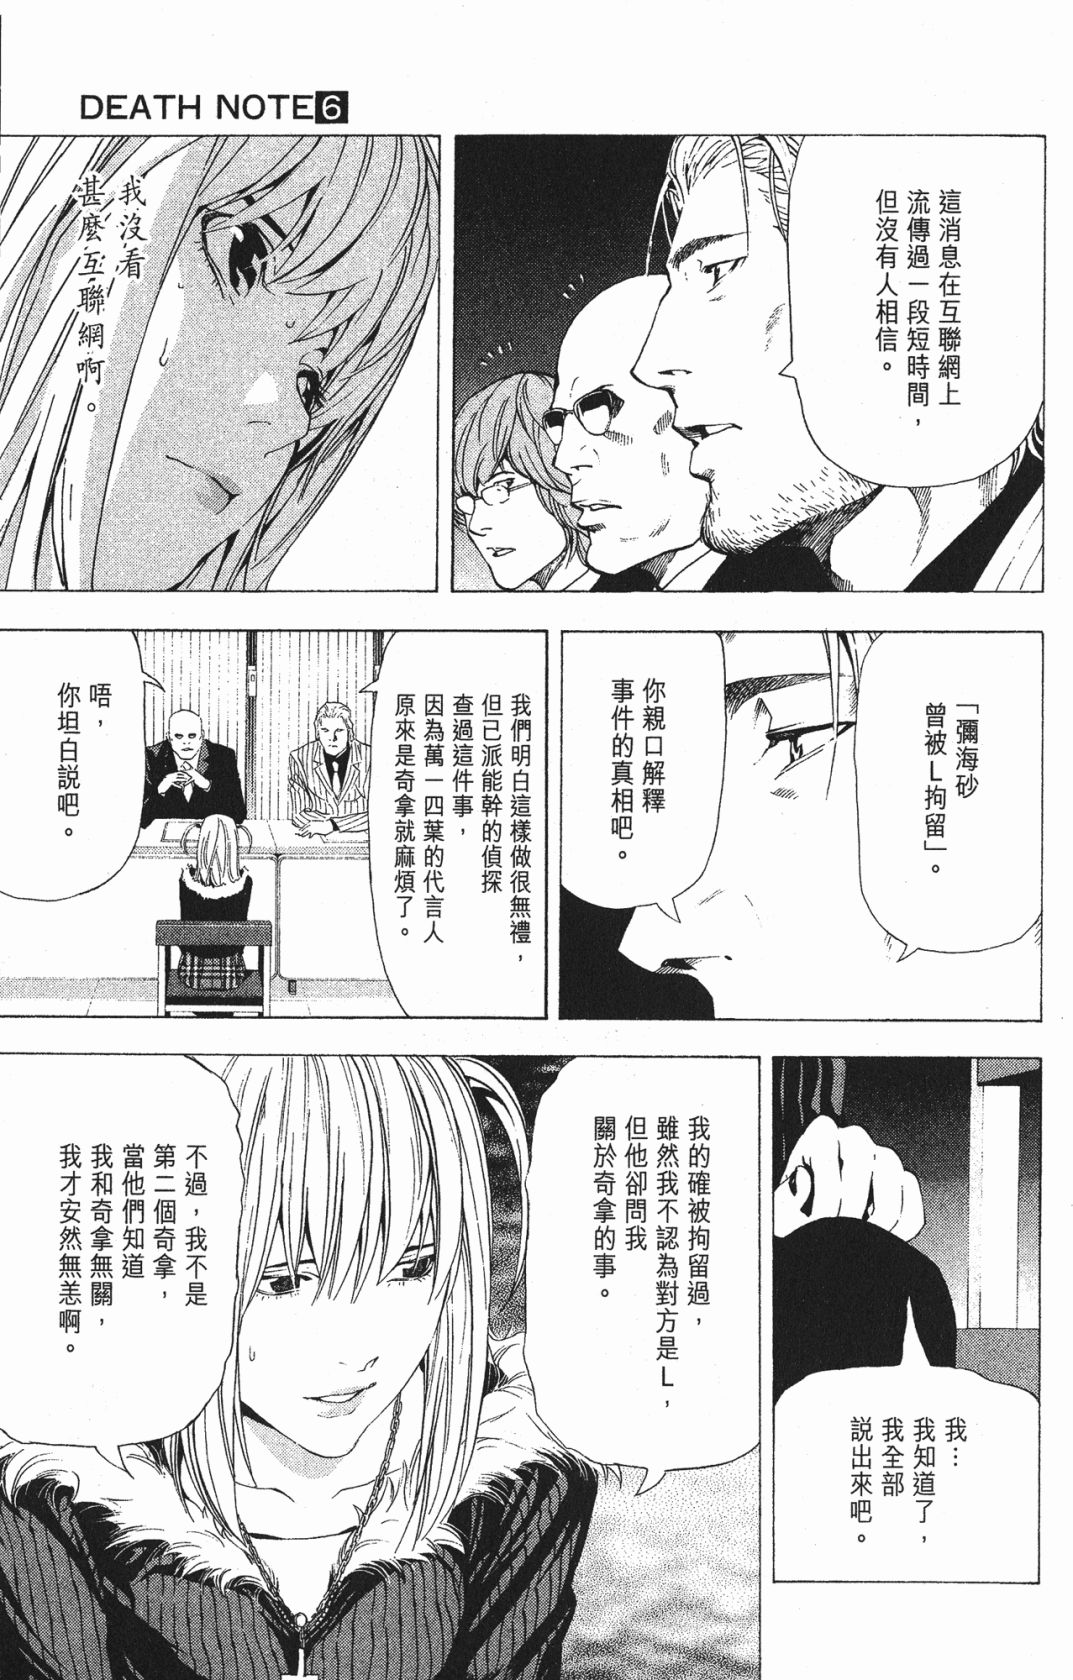 DEATH NOTE 6
這消息在互聯網上
流傳過一段短時間，
但沒有人相信。
我沒看
甚麼互聯網啊。
「彌海砂
曾被L拘留」。
你親口解釋
事件的真相吧。
我們明白這樣做很無禮，
但已派能幹的偵探
查過這件事，
因為萬一四葉的代言人
原來是奇拿就麻煩了。
唔，
你坦白説吧。
我…
我知道了，
我全部
説出來吧。
我的確被拘留過，
雖然我不認為對方是L，
但他卻問我
關於奇拿的事。
不過，我不是
第二個奇拿，
當他們知道
我和奇拿無關，
我才安然無恙啊。